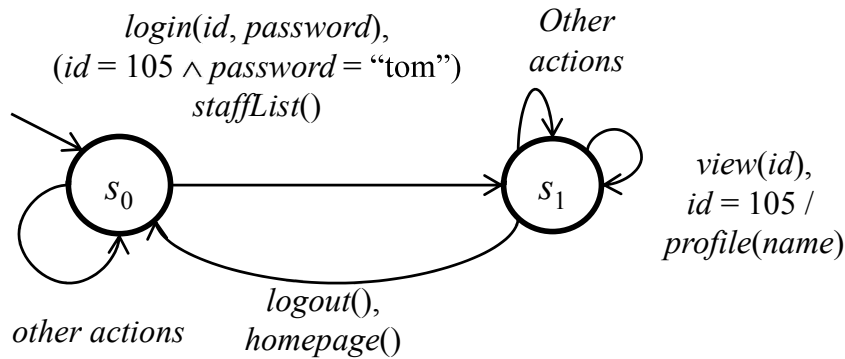 login(id, password),
(id = 105 ∧ password = “tom”)
staffList()
Other
actions
s0
s1
view(id),
id = 105 /
profile(name)
logout(),
homepage()
other actions